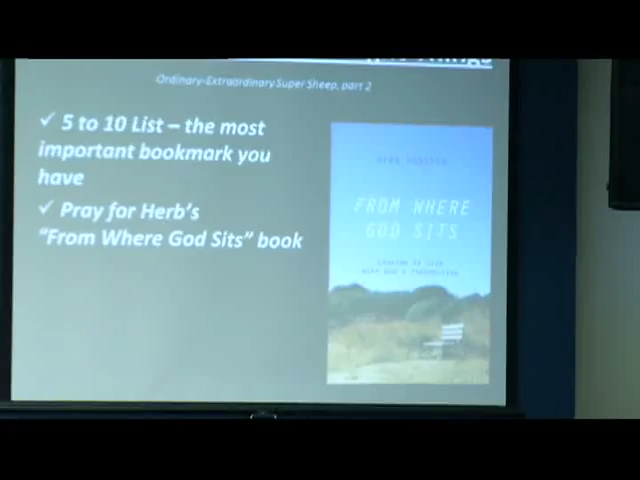 Ordinary-Extraordinary Super Sheep, part 2
✓ 5 to 10 List – the most
important bookmark you
have
✓ Pray for Herb's
"From Where God Sits" book
FROM WHERE
GOD SITS